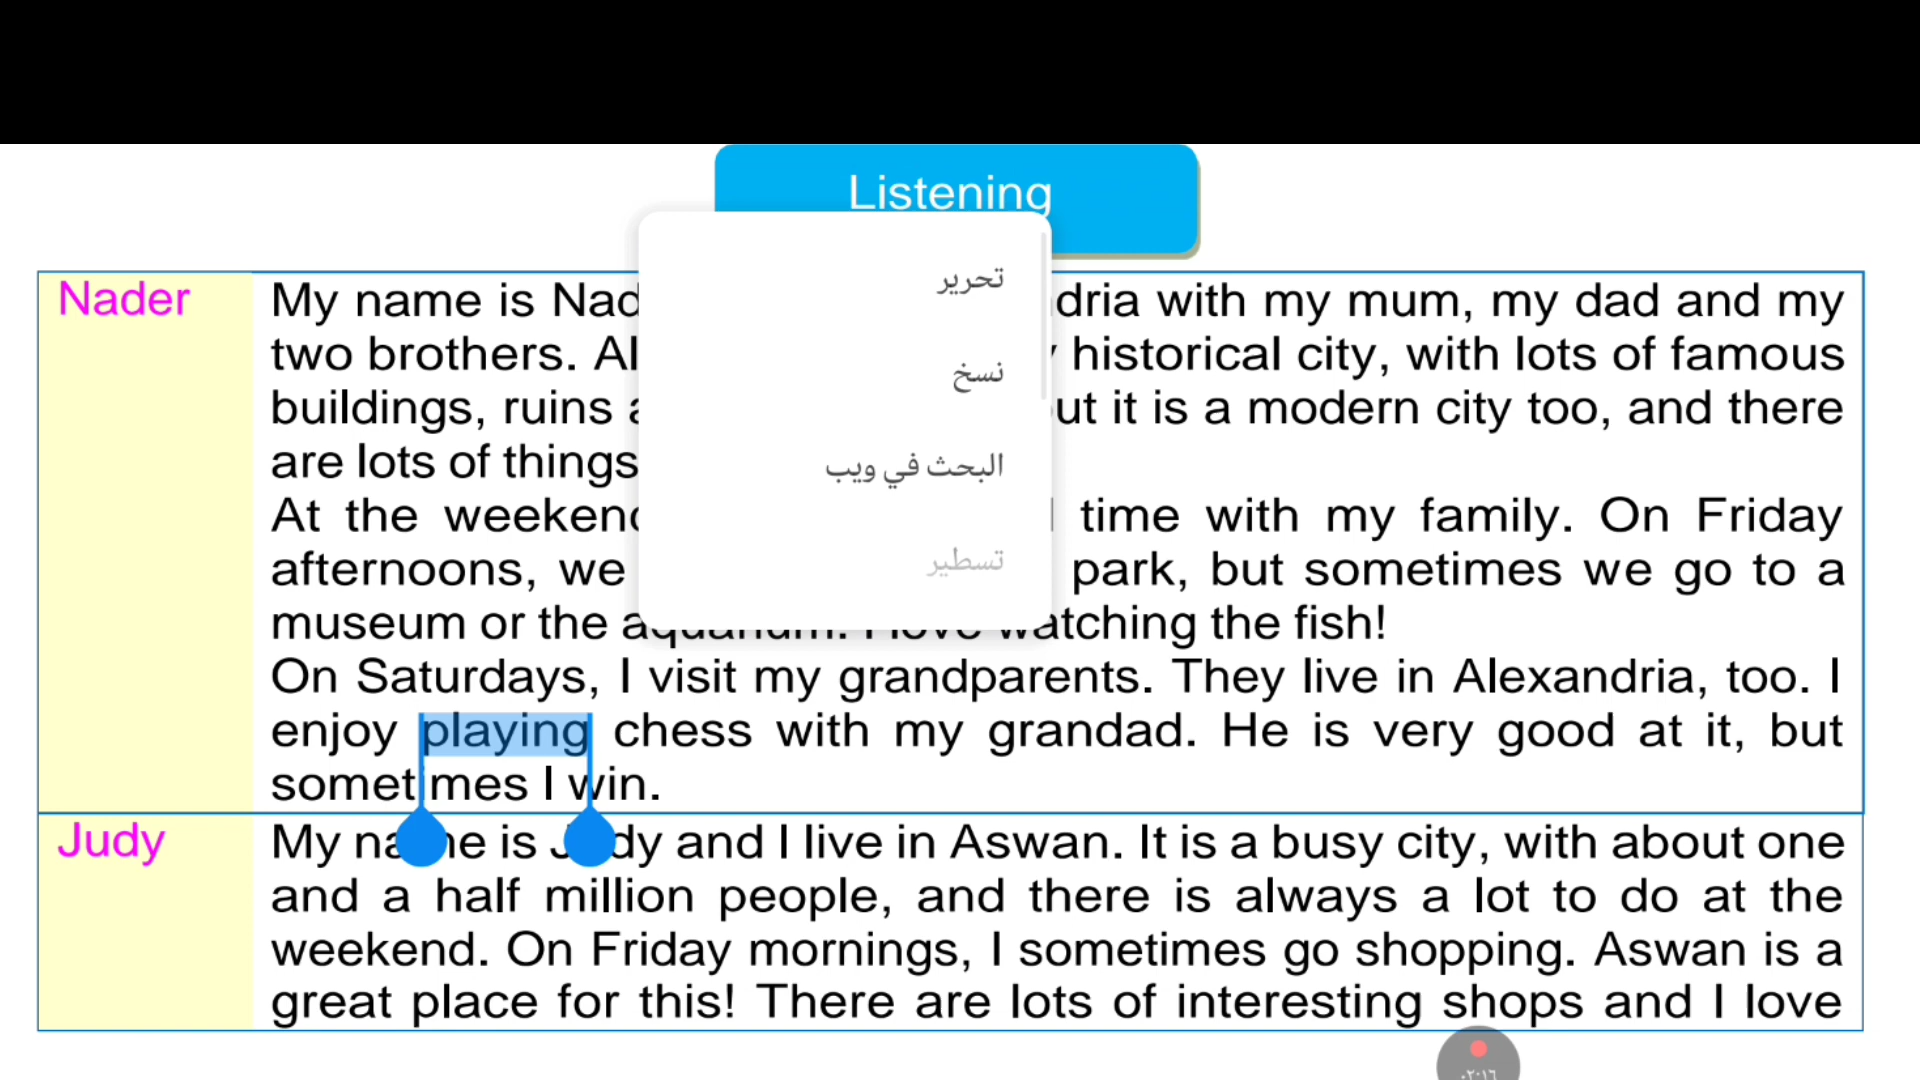 Listening
تحرير
نسخ
البحث في ويب
تسطير
Nader
My name is Nad dria with my mum, my dad and my
two brothers. Al historical city, with lots of famous
buildings, ruins ut it is a modern city too, and there
are lots of things
At the weekend time with my family. On Friday
afternoons, we park, but sometimes we go to a
museum or the aquarium. I love watching the fish!
On Saturdays, I visit my grandparents. They live in Alexandria, too. I
enjoy playing chess with my grandad. He is very good at it, but
sometimes I win.
Judy
My name is Judy and I live in Aswan. It is a busy city, with about one
and a half million people, and there is always a lot to do at the
weekend. On Friday mornings, I sometimes go shopping. Aswan is a
great place for this! There are lots of interesting shops and I love
٠٢:١٦